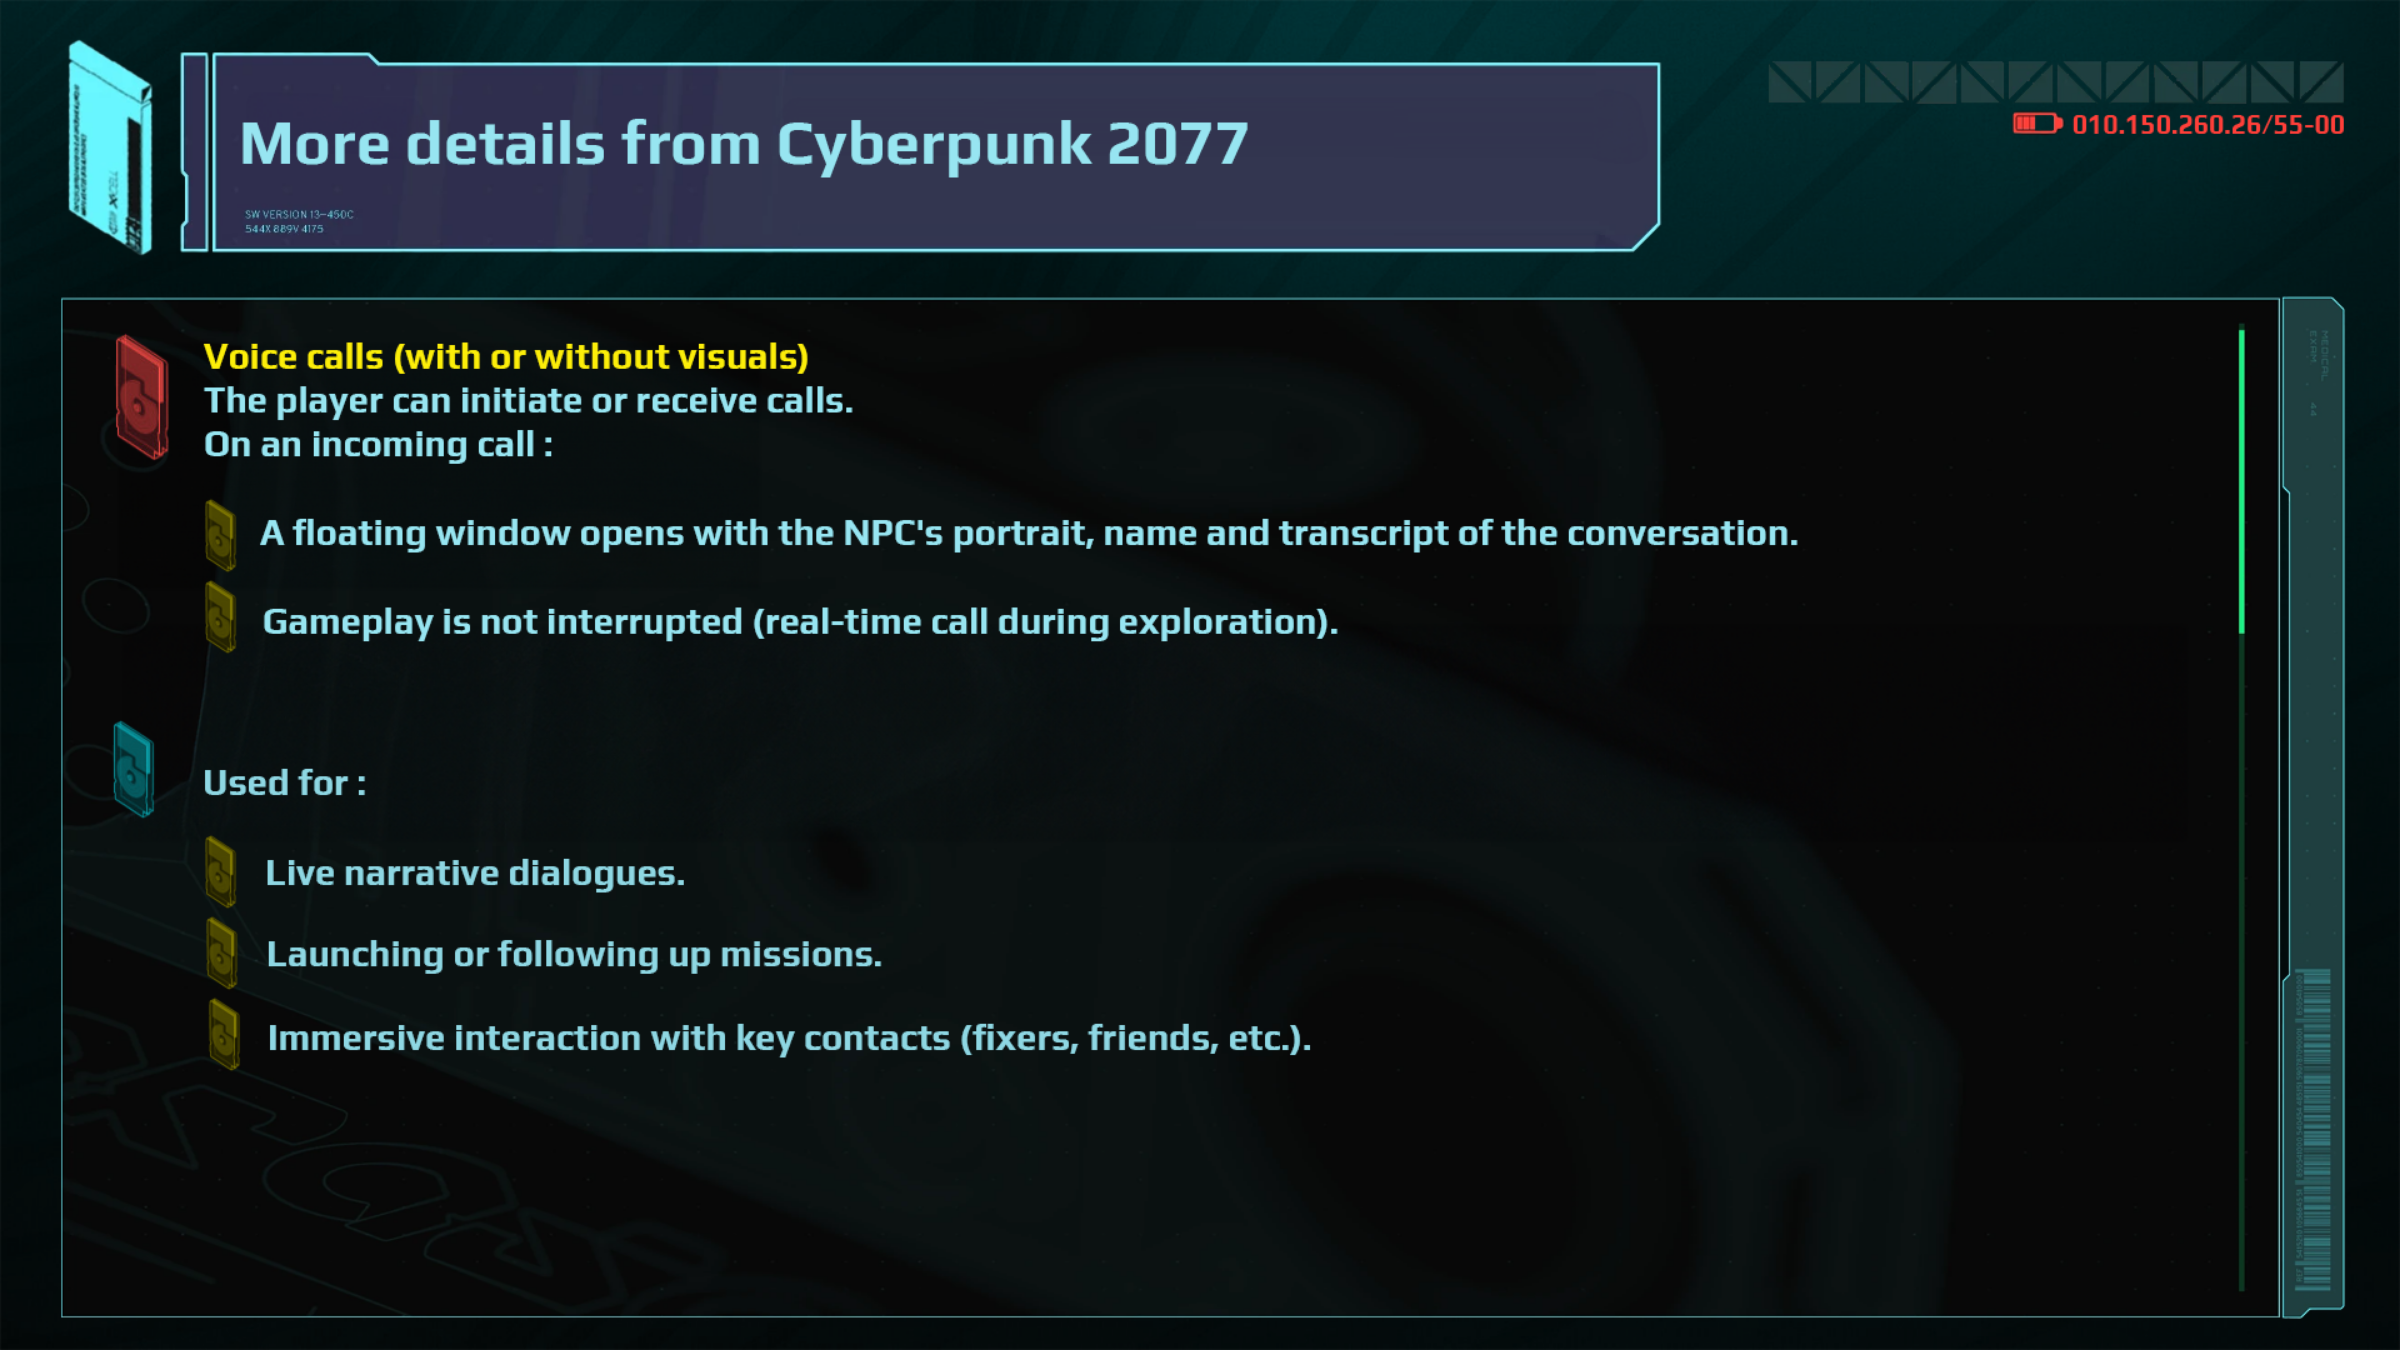 More details from Cyberpunk 2077
SW VERSION 13-450C
544X 889V 4175
010.150.260.26/55-00
Voice calls (with or without visuals)
The player can initiate or receive calls.
On an incoming call :
A floating window opens with the NPC's portrait, name and transcript of the conversation.
Gameplay is not interrupted (real-time call during exploration).
Used for :
Live narrative dialogues.
Launching or following up missions.
Immersive interaction with key contacts (fixers, friends, etc.).
MEDICAL
EXAM 44